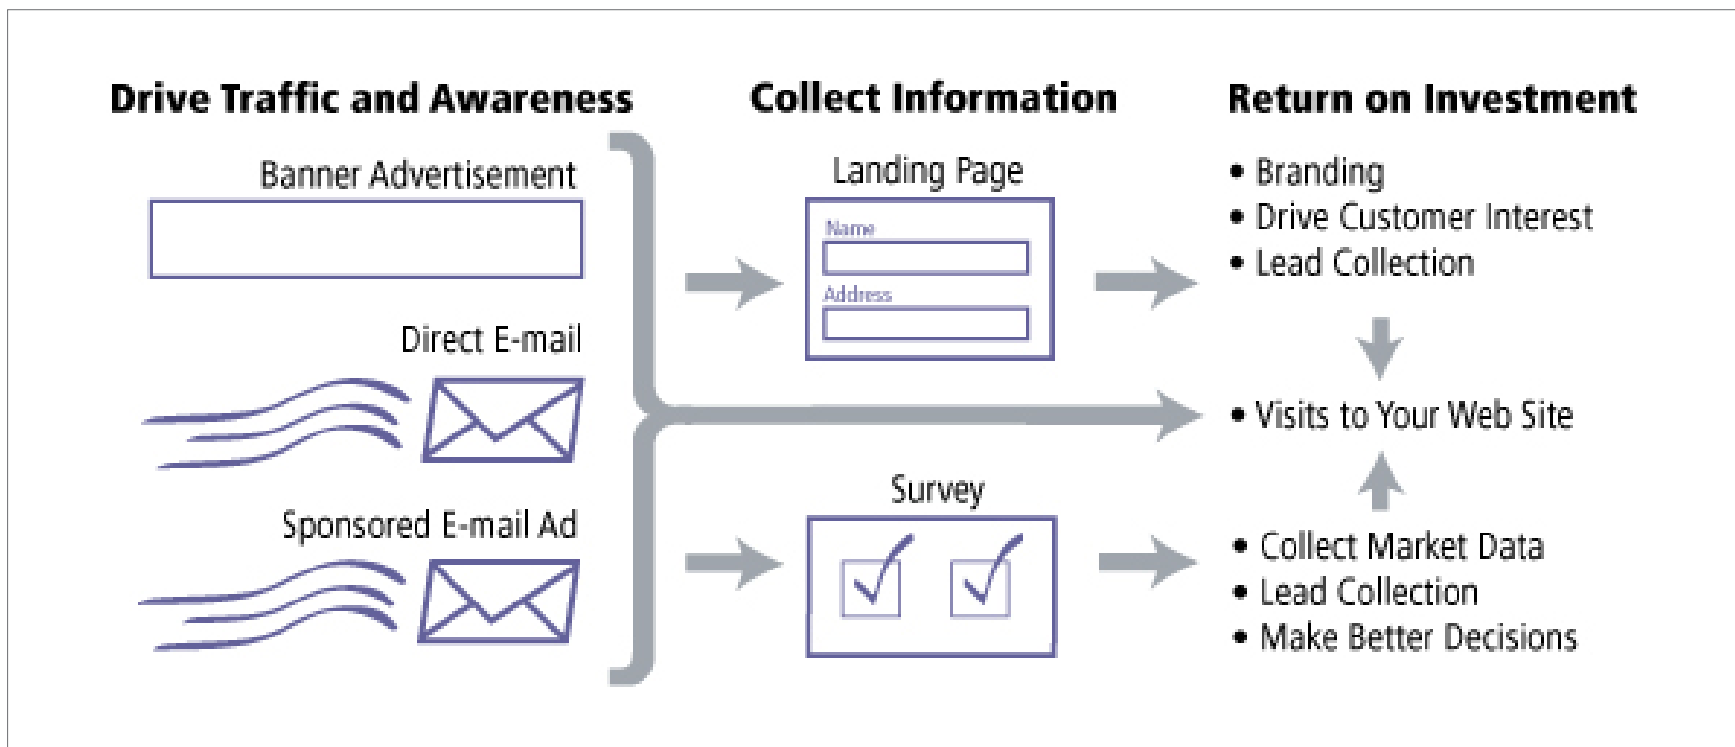 Drive Traffic and Awareness
Banner Advertisement
Direct E-mail
Sponsored E-mail Ad
Collect Information
Landing Page
Name
Address
Survey
Return on Investment
• Branding
• Drive Customer Interest
• Lead Collection
• Visits to Your Web Site
• Collect Market Data
• Lead Collection
• Make Better Decisions